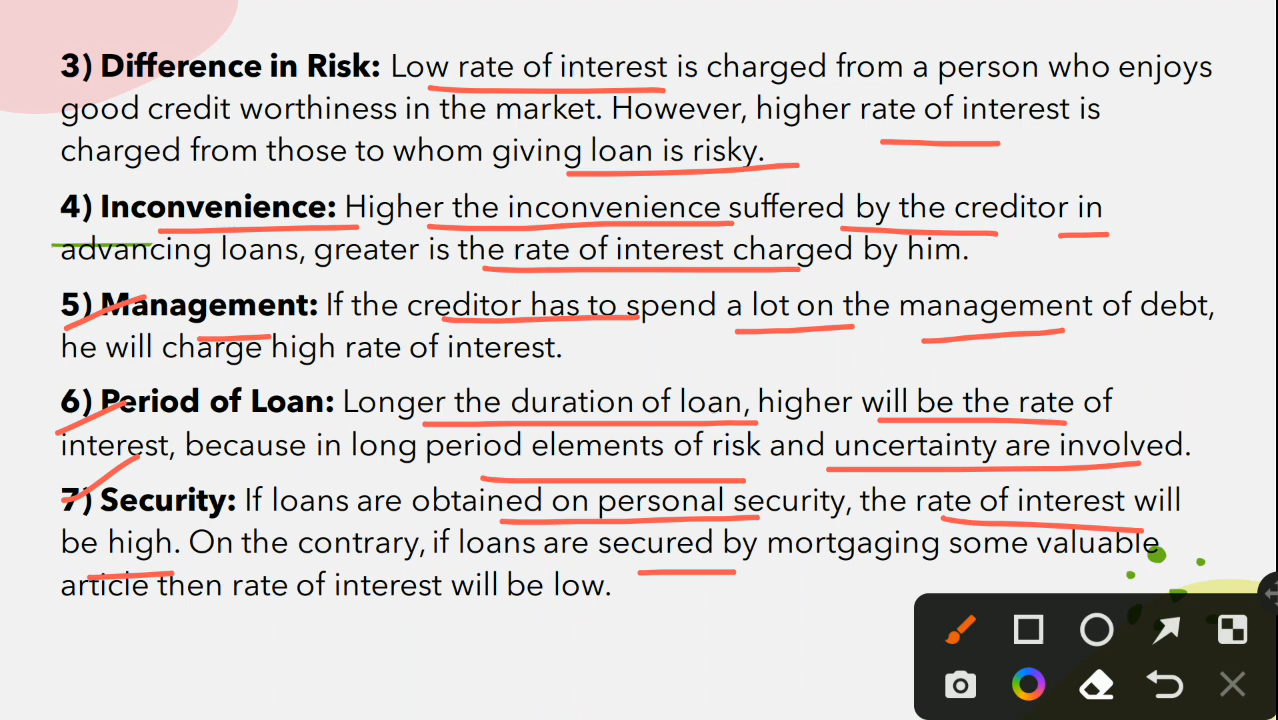 3) Difference in Risk: Low rate of interest is charged from a person who enjoys
good credit worthiness in the market. However, higher rate of interest is
charged from those to whom giving loan is risky.
4) Inconvenience: Higher the inconvenience suffered by the creditor in
advancing loans, greater is the rate of interest charged by him.
5) Management: If the creditor has to spend a lot on the management of debt,
he will charge high rate of interest.
6) Period of Loan: Longer the duration of loan, higher will be the rate of
interest, because in long period elements of risk and uncertainty are involved.
7) Security: If loans are obtained on personal security, the rate of interest will
be high. On the contrary, if loans are secured by mortgaging some valuable
article then rate of interest will be low.